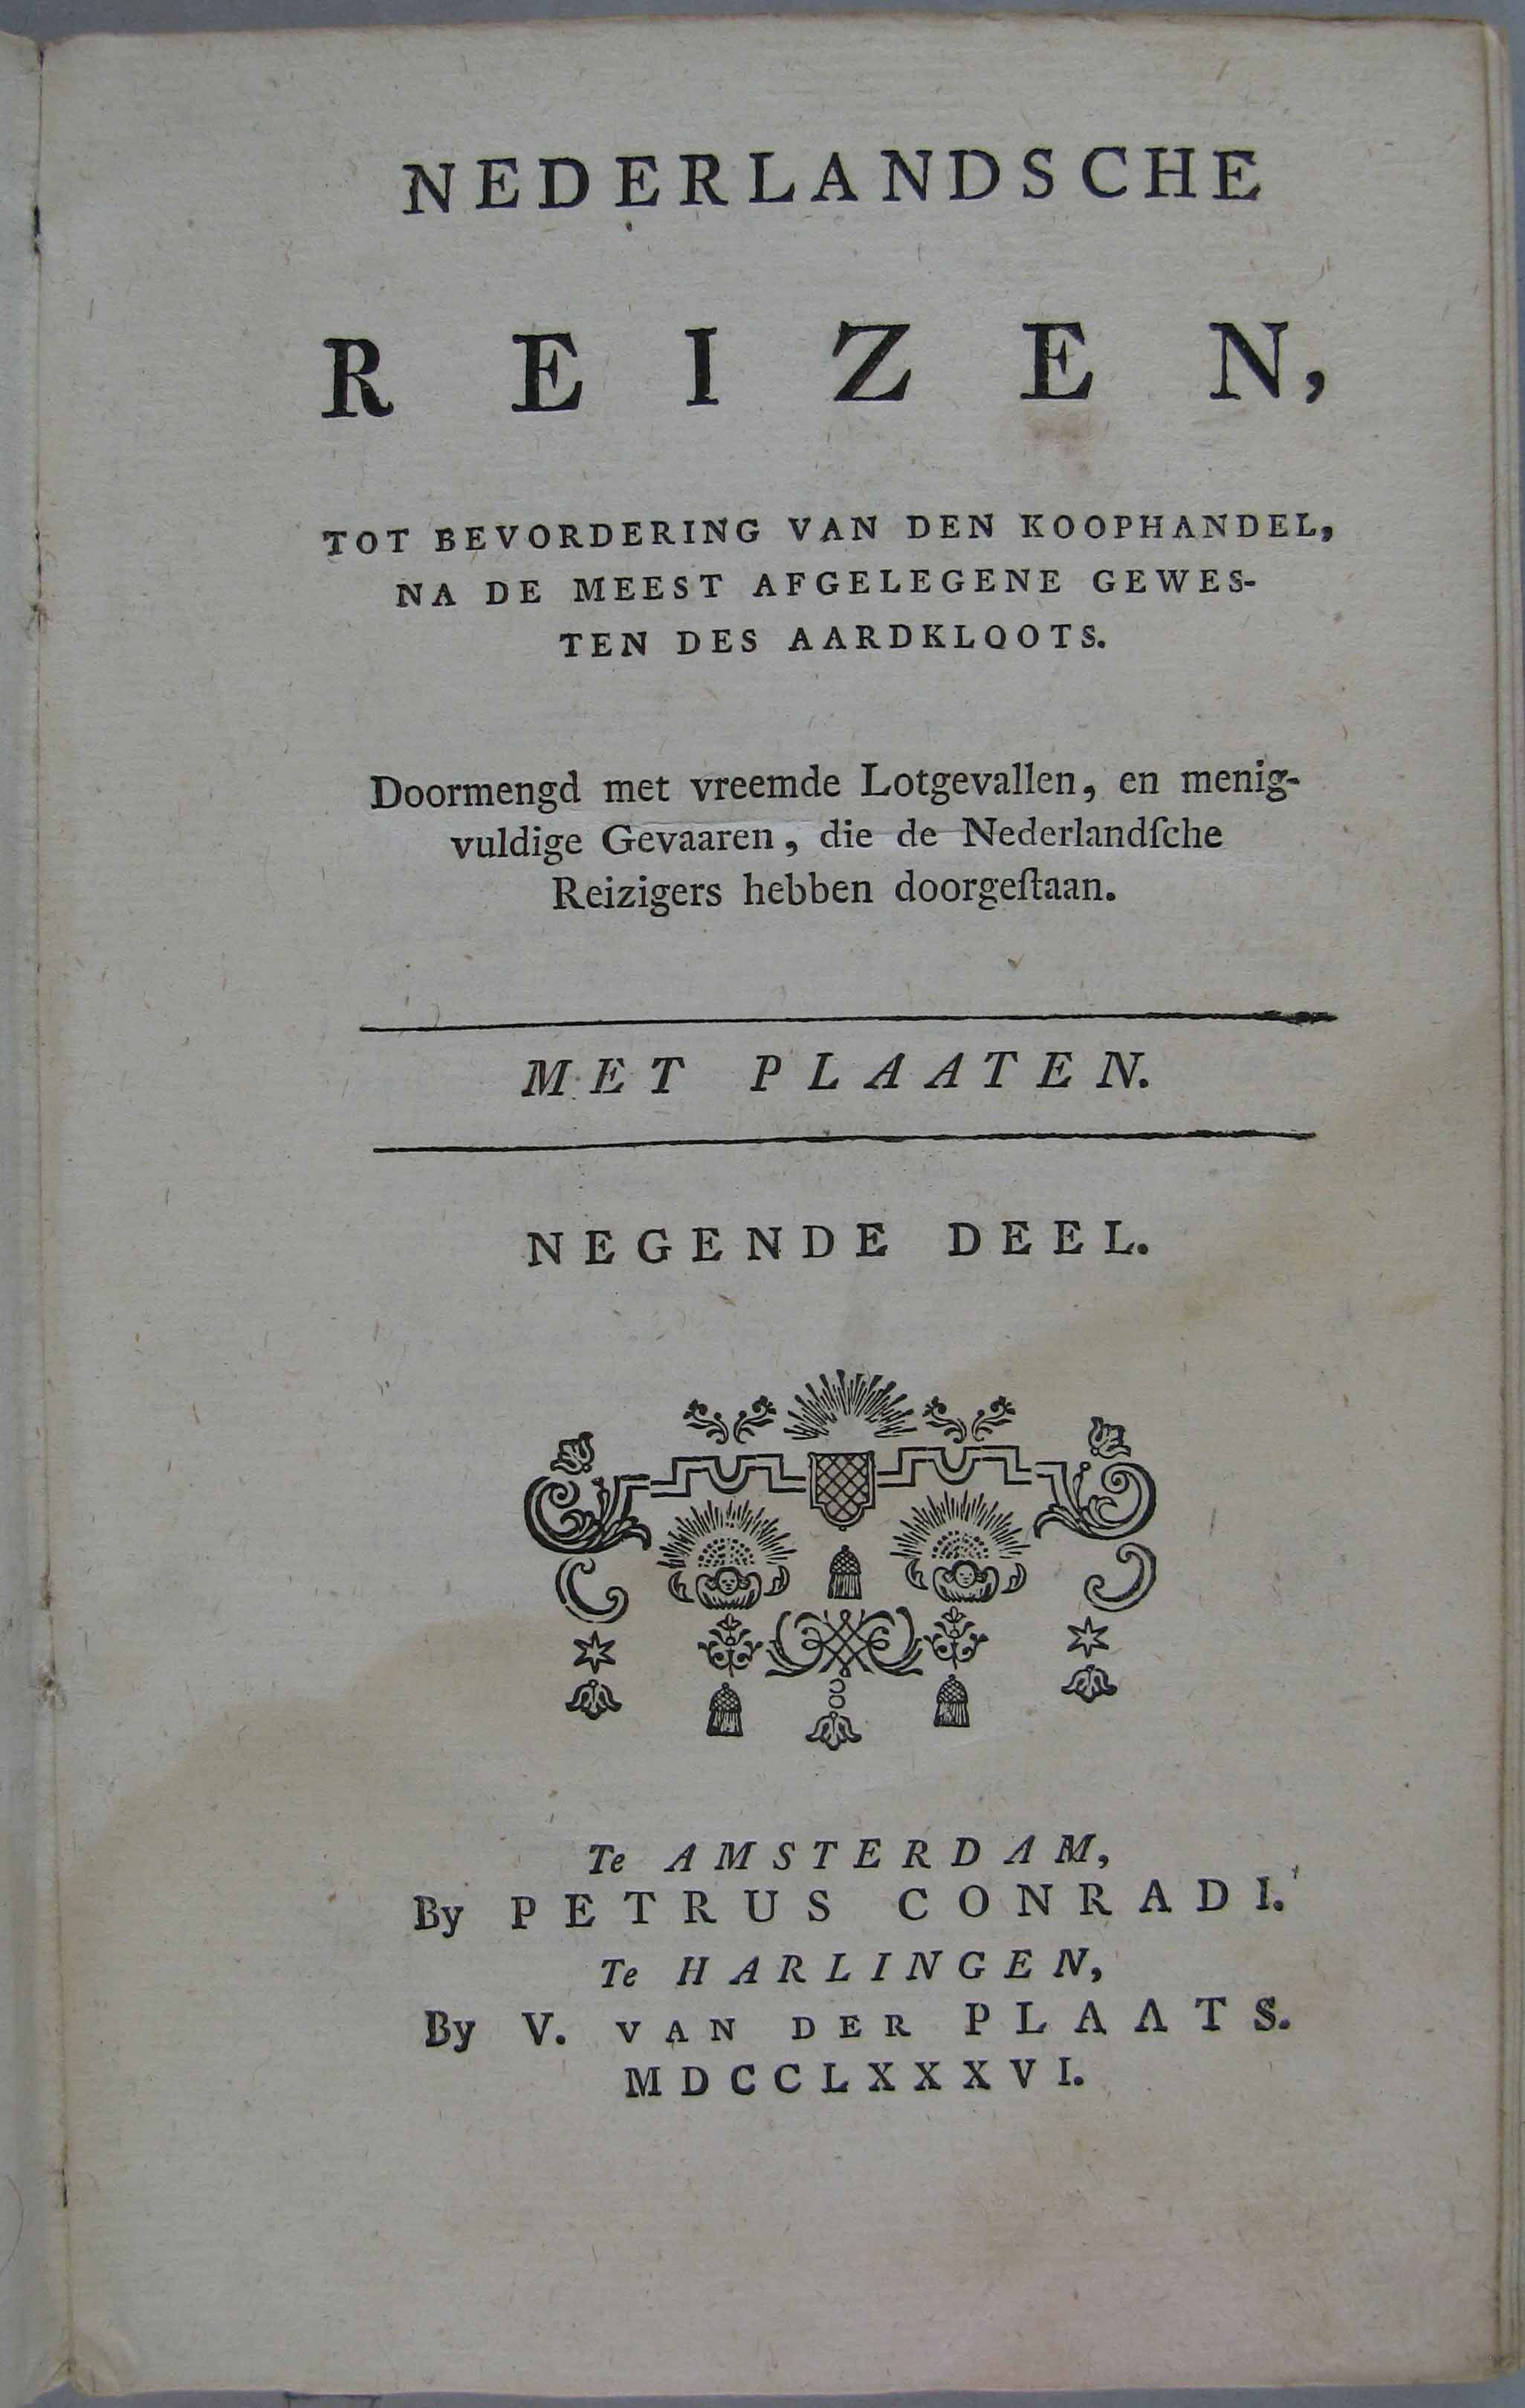 NEDERLANDSCHE
REIZEN,
TOT BEVORDERING VAN DEN KOOPHANDEL,
NA DE MEEST AFGELEGENE GEWES-
TEN DES AARDKLOOTS.
Doormengd met vreemde Lotgevallen, en menig-
vuldige Gevaaren, die de Nederlandſche
Reizigers hebben doorgeſtaan.
MET PLAATEN.
NEGENDE DEEL.
Te AMSTERDAM,
By PETRUS CONRADI.
Te HARLINGEN,
By V. VAN DER PLAATS.
MDCCLXXXVI.